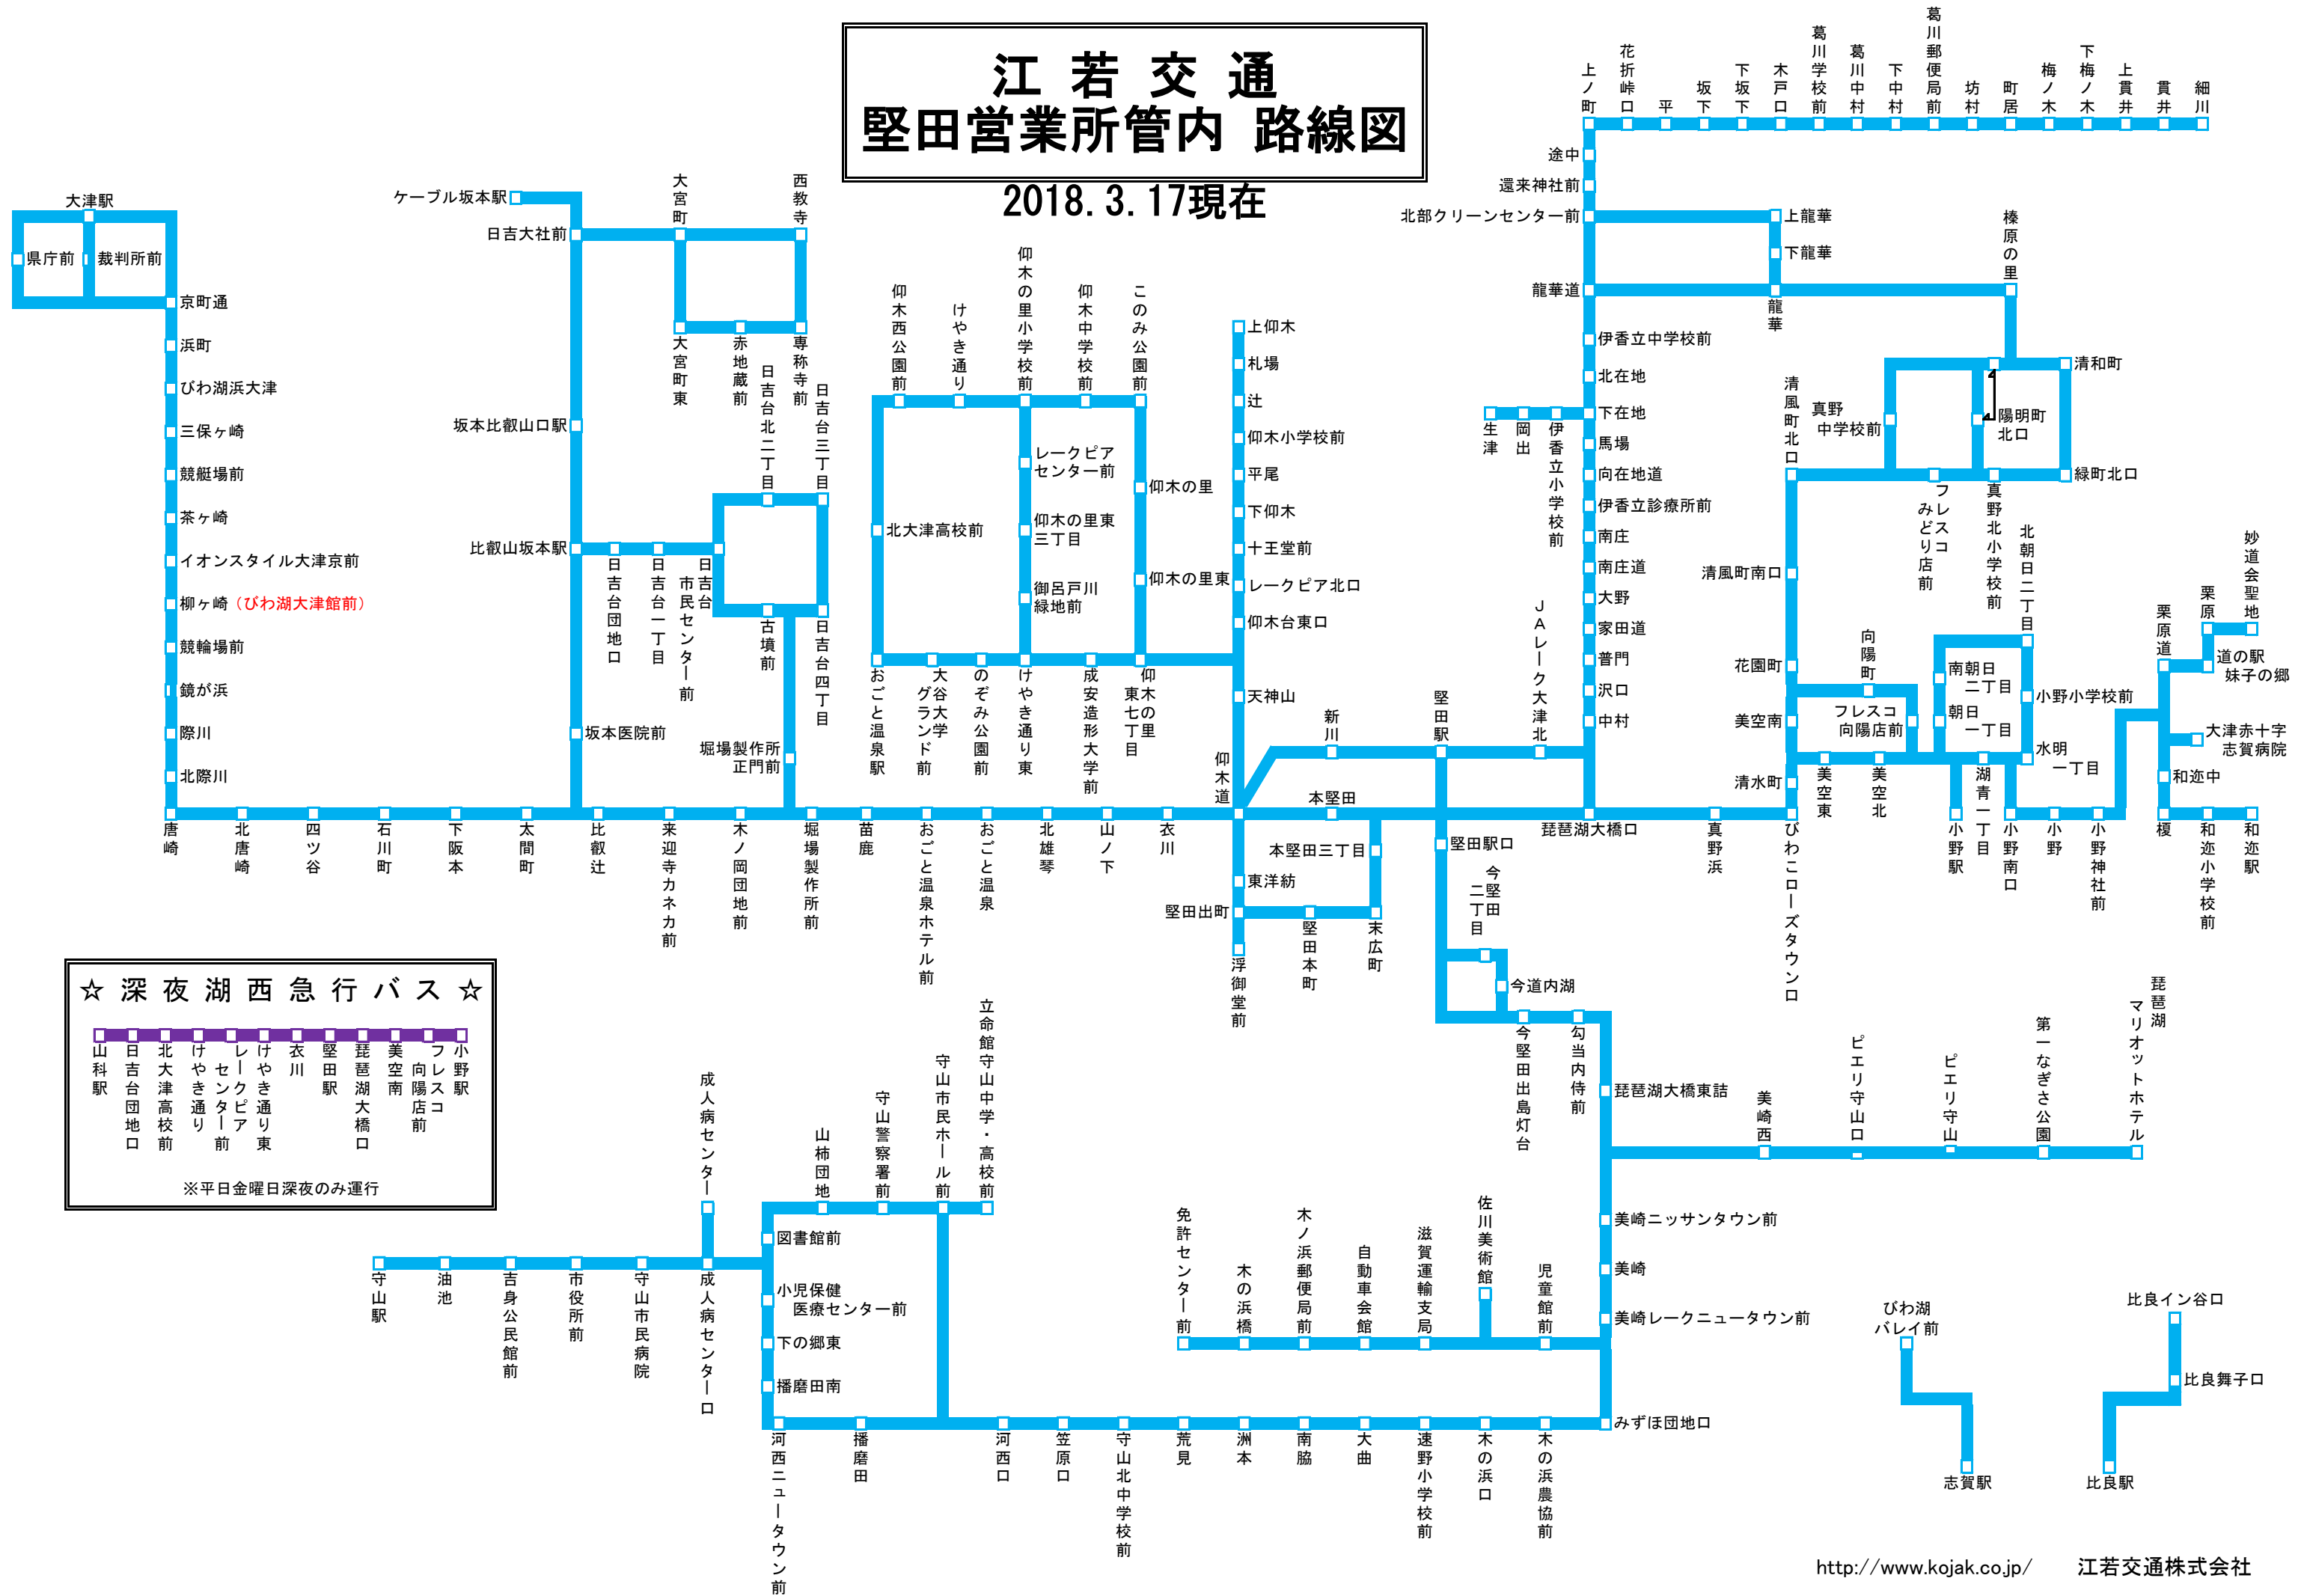 江若交通
堅田営業所管内 路線図
2018.3.17現在
大津駅
県庁前
裁判所前
京町通
浜町
びわ湖浜大津
三保ヶ崎
競艇場前
茶ヶ崎
イオンスタイル大津京前
柳ヶ崎（びわ湖大津館前）
競輪場前
鏡が浜
際川
北際川
唐崎
北唐崎
四ツ谷
石川町
下阪本
太間町
比叡辻
来迎寺カネカ前
木ノ岡団地前
堀場製作所前
苗鹿
おごと温泉ホテル前
おごと温泉
北雄琴
山ノ下
衣川
仰木道
ケーブル坂本駅
日吉大社前
大宮町
西教寺
大宮町東
赤地蔵前
専称寺前
坂本比叡山口駅
比叡山坂本駅
坂本医院前
日吉台団地口
日吉台一丁目
日吉台
市民センター前
日吉台北二丁目
日吉台三丁目
古墳前
日吉台四丁目
堀場製作所
正門前
仰木西公園前
けやき通り
仰木の里小学校前
仰木中学校前
このみ公園前
北大津高校前
レークピア
センター前
仰木の里東
三丁目
御呂戸川
緑地前
仰木の里
仰木の里東
おごと温泉駅
大谷大学
グランド前
のぞみ公園前
けやき通り東
成安造形大学前
仰木の里
東七丁目
上仰木
札場
辻
仰木小学校前
平尾
下仰木
十王堂前
レークピア北口
仰木台東口
天神山
新川
堅田駅
JAレーク大津北
本堅田
本堅田三丁目
東洋紡
堅田出町
浮御堂前
堅田本町
末広町
堅田駅口
今堅田
二丁目
今道内湖
今堅田出島灯台
勾当内侍前
琵琶湖大橋口
真野浜
びわこローズタウン口
上ノ町
花折峠口
平
坂下
下坂下
木戸口
葛川学校前
葛川中村
下中村
葛川郵便局前
坊村
町居
梅ノ木
下梅ノ木
上貫井
貫井
細川
途中
還来神社前
北部クリーンセンター前
上龍華
下龍華
龍華道
龍華
榛原の里
伊香立中学校前
北在地
下在地
生津
岡出
伊香立小学校前
馬場
向在地道
伊香立診療所前
南庄
南庄道
大野
家田道
普門
沢口
中村
清風町北口
真野
中学校前
陽明町
北口
清和町
緑町北口
フレスコ
みどり店前
真野北小学校前
清風町南口
花園町
美空南
清水町
向陽町
フレスコ
向陽店前
美空東
美空北
北朝日二丁目
南朝日
二丁目
朝日
一丁目
小野小学校前
水明
一丁目
小野駅
湖青一丁目
小野南口
小野
小野神社前
栗原道
栗原
妙道会聖地
道の駅
妹子の郷
大津赤十字
志賀病院
和迩中
榎
和迩小学校前
和迩駅
琵琶湖大橋東詰
美崎西
ピエリ守山口
ピエリ守山
第一なぎさ公園
琵琶湖
マリオットホテル
美崎ニッサンタウン前
美崎
美崎レークニュータウン前
みずほ団地口
免許センター前
木の浜橋
木ノ浜郵便局前
自動車会館
滋賀運輸支局
佐川美術館
児童館前
木の浜農協前
木の浜口
速野小学校前
大曲
南脇
洲本
荒見
守山北中学校前
笠原口
河西口
播磨田
河西ニュータウン前
播磨田南
下の郷東
小児保健
医療センター前
図書館前
山柿団地
守山警察署前
守山市民ホール前
立命館守山中学・高校前
成人病センター
成人病センター口
守山市民病院
市役所前
吉身公民館前
油池
守山駅
☆深夜湖西急行バス☆
山科駅
日吉台団地口
北大津高校前
けやき通り
レークピア
センター前
けやき通り東
衣川
堅田駅
琵琶湖大橋口
美空南
フレスコ
向陽店前
小野駅
※平日金曜日深夜のみ運行
びわ湖
バレイ前
志賀駅
比良イン谷口
比良舞子口
比良駅
http://www.kojak.co.jp/ 江若交通株式会社